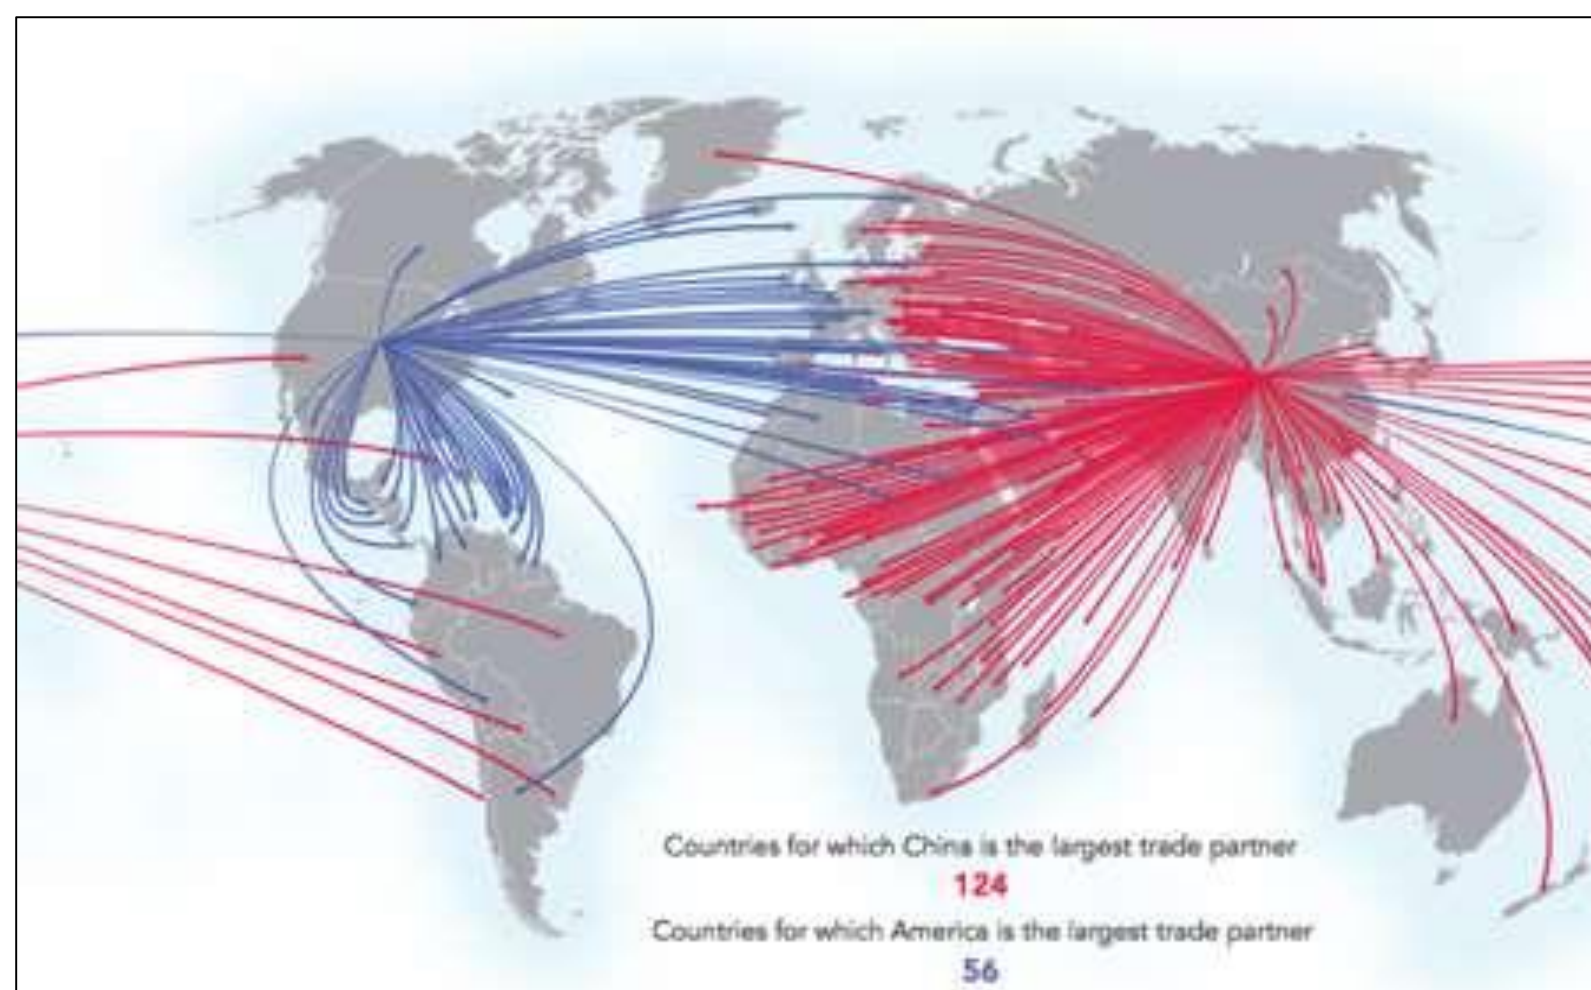 Countries for which China is the largest trade partner
124
Countries for which America is the largest trade partner
56